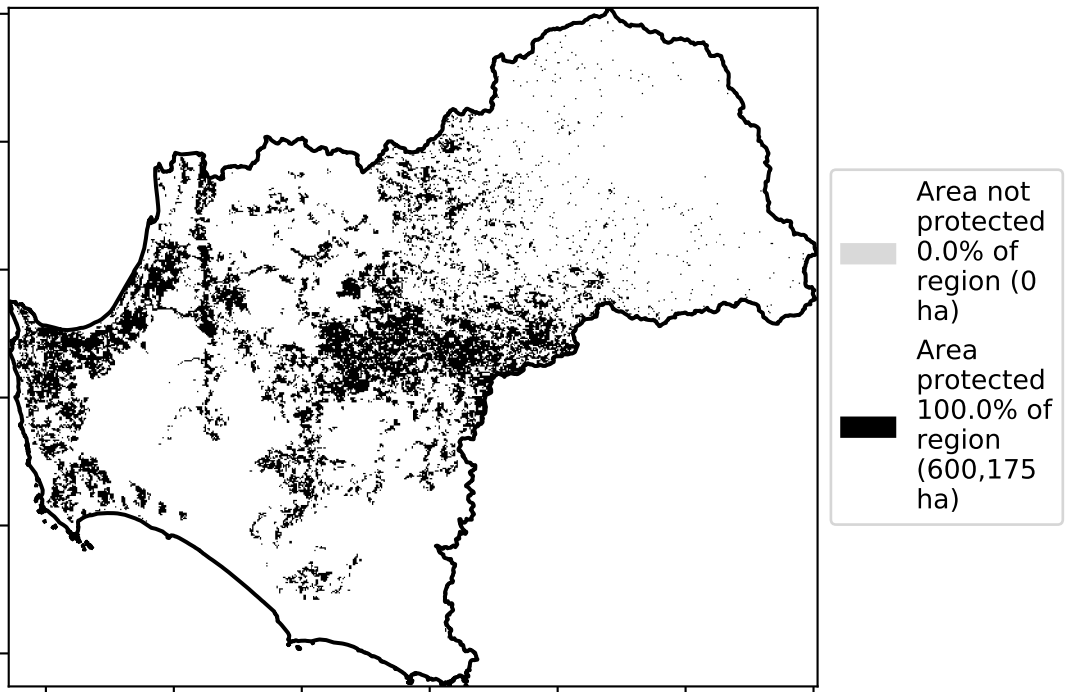 Area not
protected
0.0% of
region (0
ha)
Area
protected
100.0% of
region
(600,175
ha)